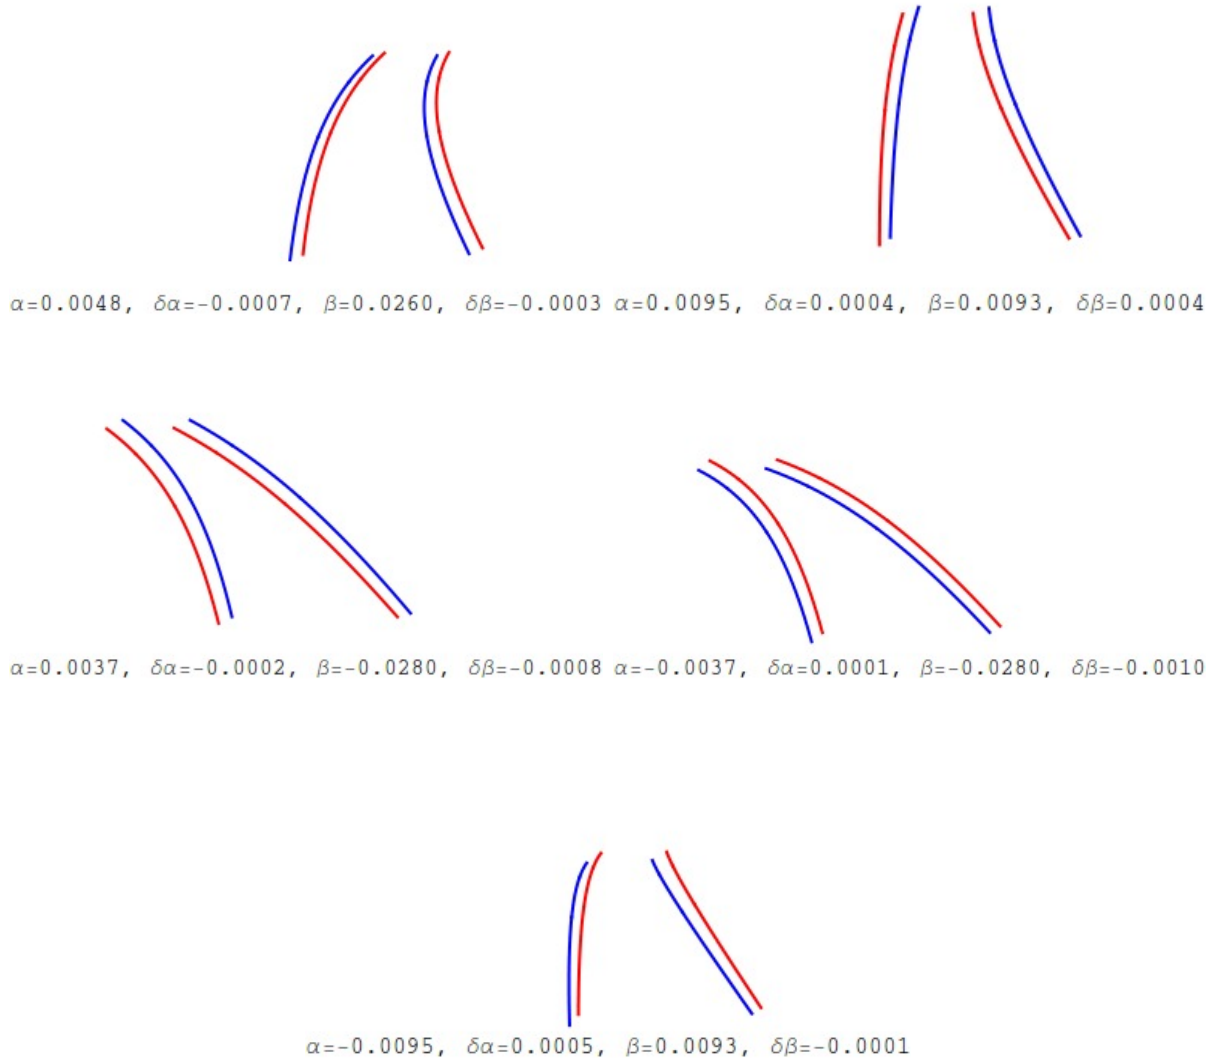 α=0.0048, δα=-0.0007, β=0.0260, δβ=-0.0003
α=0.0095, δα=0.0004, β=0.0093, δβ=0.0004
α=0.0037, δα=-0.0002, β=-0.0280, δβ=-0.0008
α=-0.0037, δα=0.0001, β=-0.0280, δβ=-0.0010
α=-0.0095, δα=0.0005, β=0.0093, δβ=-0.0001